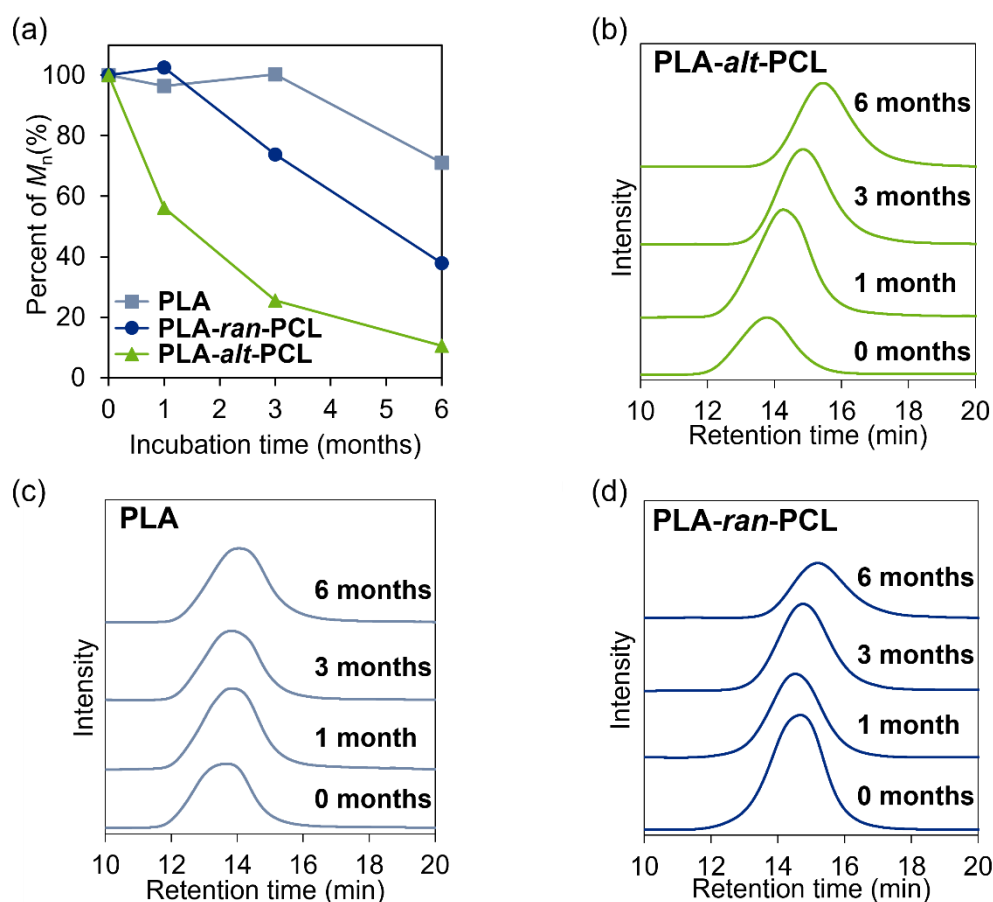 (a)
Percent of Mn(%)
100
80
60
40
20
0
PLA
PLA-ran-PCL
PLA-alt-PCL
0 1 2 3 4 5 6
Incubation time (months)
(b)
PLA-alt-PCL
Intensity
6 months
3 months
1 month
0 months
10 12 14 16 18 20
Retention time (min)
(c)
PLA
Intensity
6 months
3 months
1 month
0 months
10 12 14 16 18 20
Retention time (min)
(d)
PLA-ran-PCL
Intensity
6 months
3 months
1 month
0 months
10 12 14 16 18 20
Retention time (min)